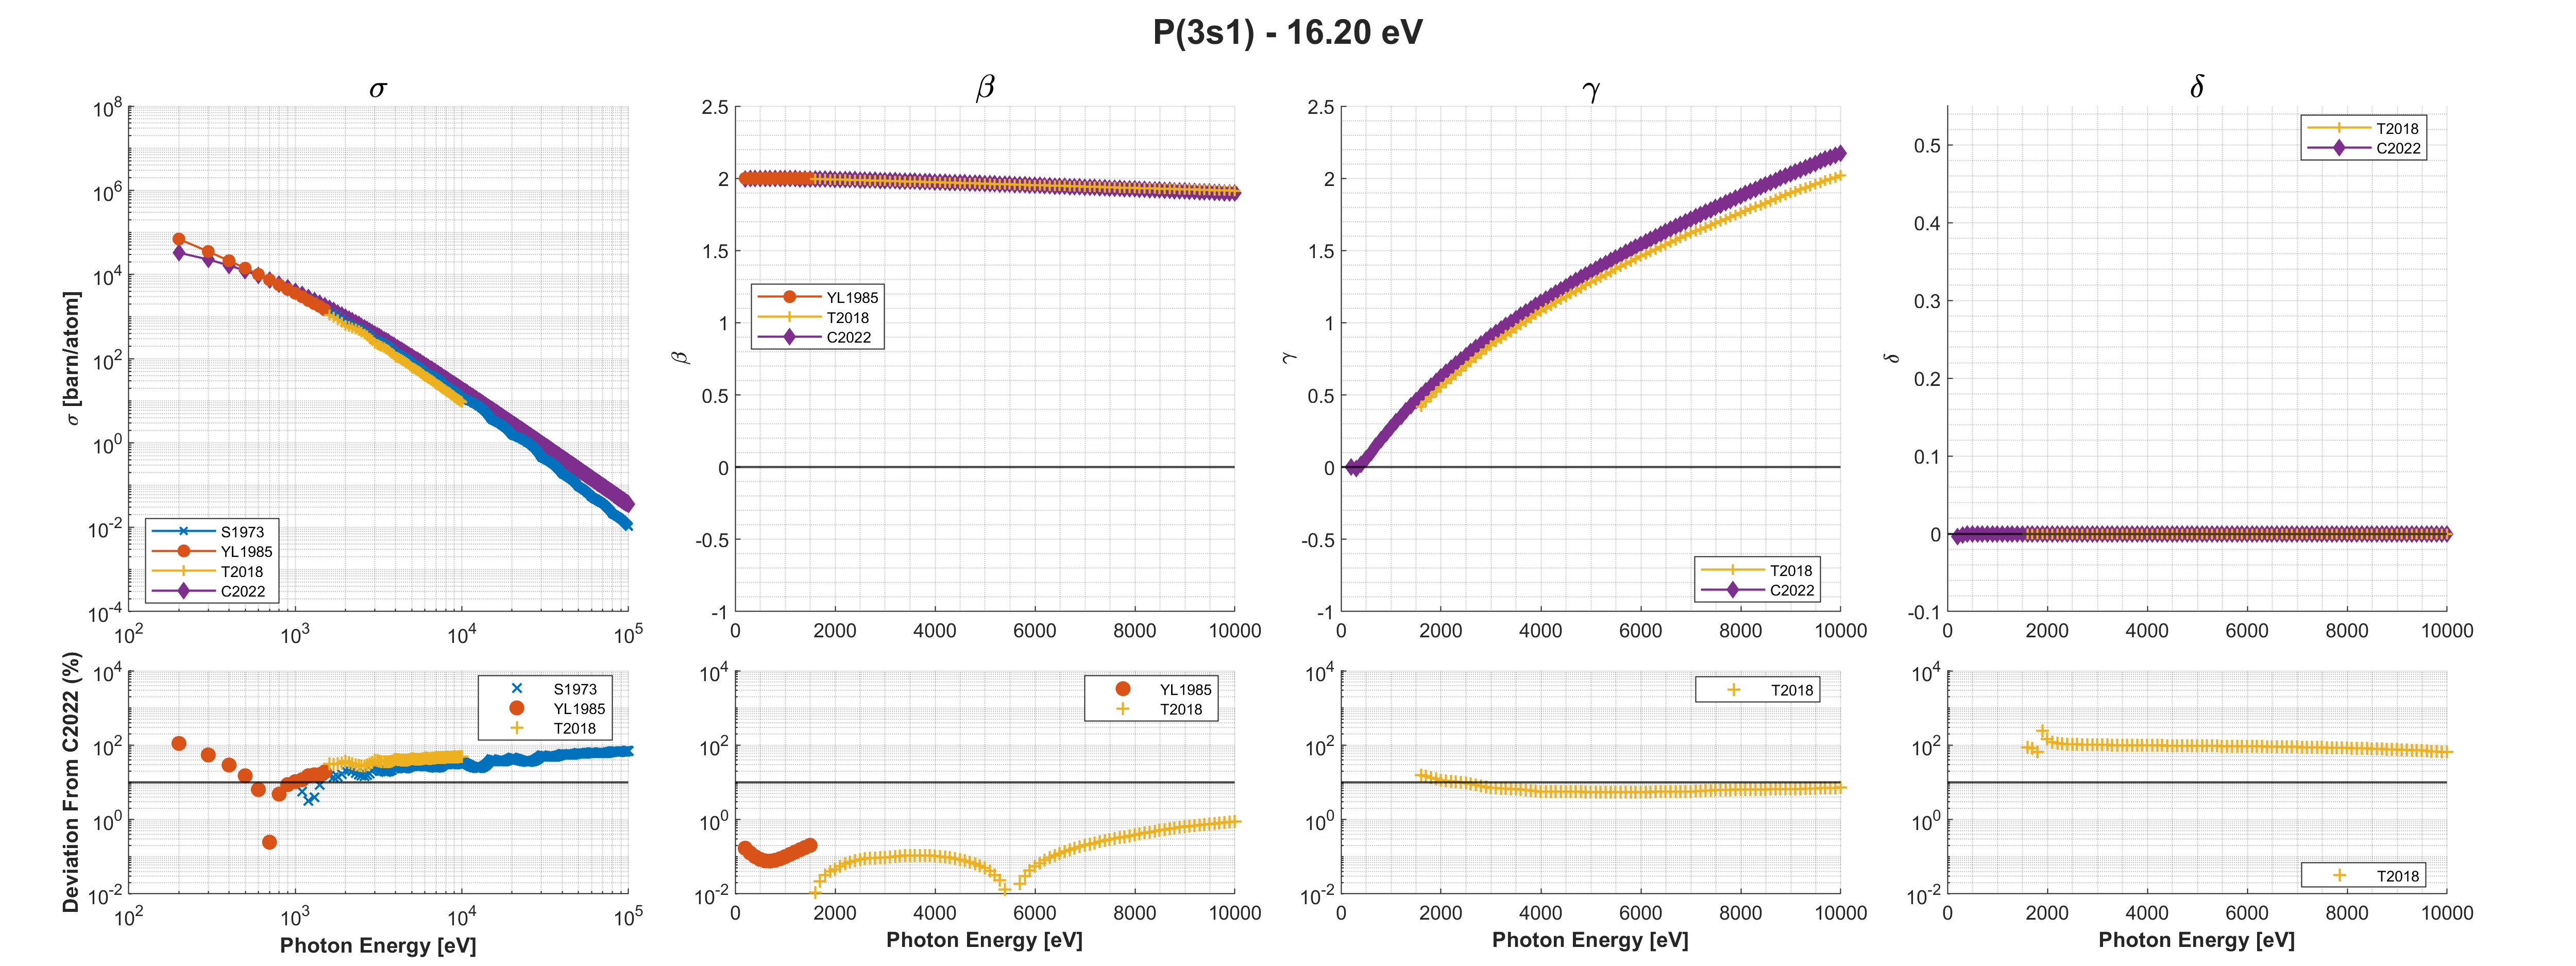 P(3s1) - 16.20 eV
σ
σ [barn/atom]
10^8
10^6
10^4
10^2
10^0
10^-2
10^-4
10^2
10^3
10^4
10^5
S1973
YL1985
T2018
C2022
β
β
2.5
2
1.5
1
0.5
0
-0.5
-1
0
2000
4000
6000
8000
10000
YL1985
T2018
C2022
γ
γ
2.5
2
1.5
1
0.5
0
-0.5
-1
0
2000
4000
6000
8000
10000
T2018
C2022
δ
δ
0.5
0.4
0.3
0.2
0.1
0
-0.1
0
2000
4000
6000
8000
10000
T2018
C2022
Deviation From C2022 (%)
10^4
10^2
10^0
10^-2
10^2
10^3
10^4
10^5
S1973
YL1985
T2018
Photon Energy [eV]
10^4
10^2
10^0
10^-2
0
2000
4000
6000
8000
10000
YL1985
T2018
Photon Energy [eV]
10^4
10^2
10^0
10^-2
0
2000
4000
6000
8000
10000
T2018
Photon Energy [eV]
10^4
10^2
10^0
10^-2
0
2000
4000
6000
8000
10000
T2018
Photon Energy [eV]